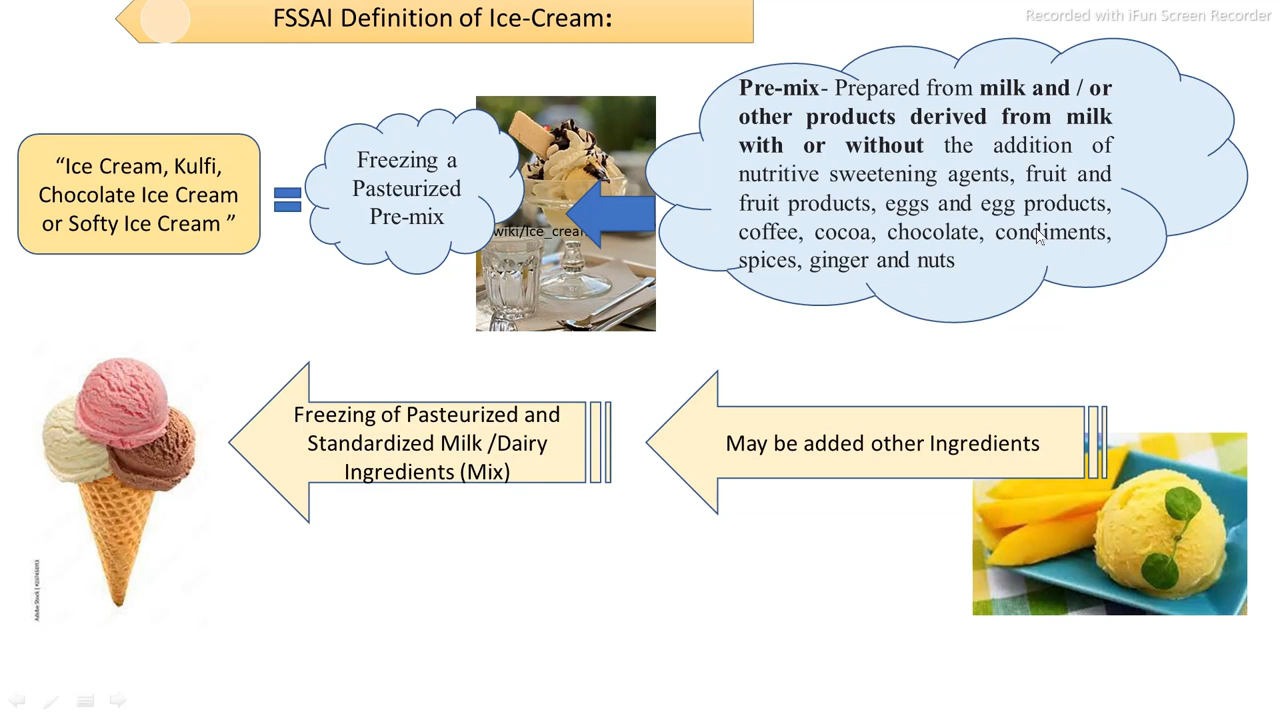 FSSAI Definition of Ice-Cream:
Recorded with iFun Screen Recorder
“Ice Cream, Kulfi,
Chocolate Ice Cream
or Softy Ice Cream ”
Freezing a
Pasteurized
Pre-mix
wiki/Ice_crea
Pre-mix- Prepared from milk and / or
other products derived from milk
with or without the addition of
nutritive sweetening agents, fruit and
fruit products, eggs and egg products,
coffee, cocoa, chocolate, condiments,
spices, ginger and nuts
Freezing of Pasteurized and
Standardized Milk /Dairy
Ingredients (Mix)
May be added other Ingredients